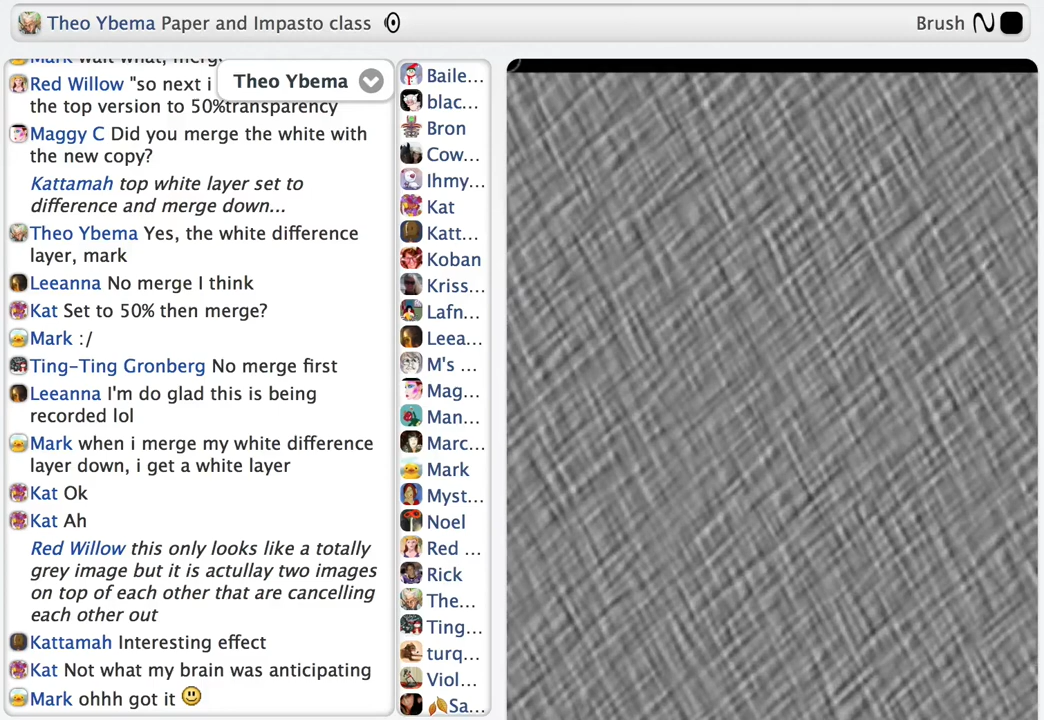 Theo Ybema Paper and Impasto class
Brush
Theo Ybema
Mark wait what, merge
Red Willow "so next i
the top version to 50%transparency
Maggy C Did you merge the white with
the new copy?
Kattamah top white layer set to
difference and merge down...
Theo Ybema Yes, the white difference
layer, mark
Leeanna No merge I think
Kat Set to 50% then merge?
Mark :/
Ting-Ting Gronberg No merge first
Leeanna I'm do glad this is being
recorded lol
Mark when i merge my white difference
layer down, i get a white layer
Kat Ok
Kat Ah
Red Willow this only looks like a totally
grey image but it is actullay two images
on top of each other that are cancelling
each other out
Kattamah Interesting effect
Kat Not what my brain was anticipating
Mark ohhh got it
Baile...
blac...
Bron
Cow...
Ihmy...
Kat
Katt...
Koban
Kriss...
Lafn...
Leea...
M's ...
Mag...
Man...
Marc...
Mark
Myst...
Noel
Red ...
Rick
The...
Ting...
turq...
Viol...
Sa...